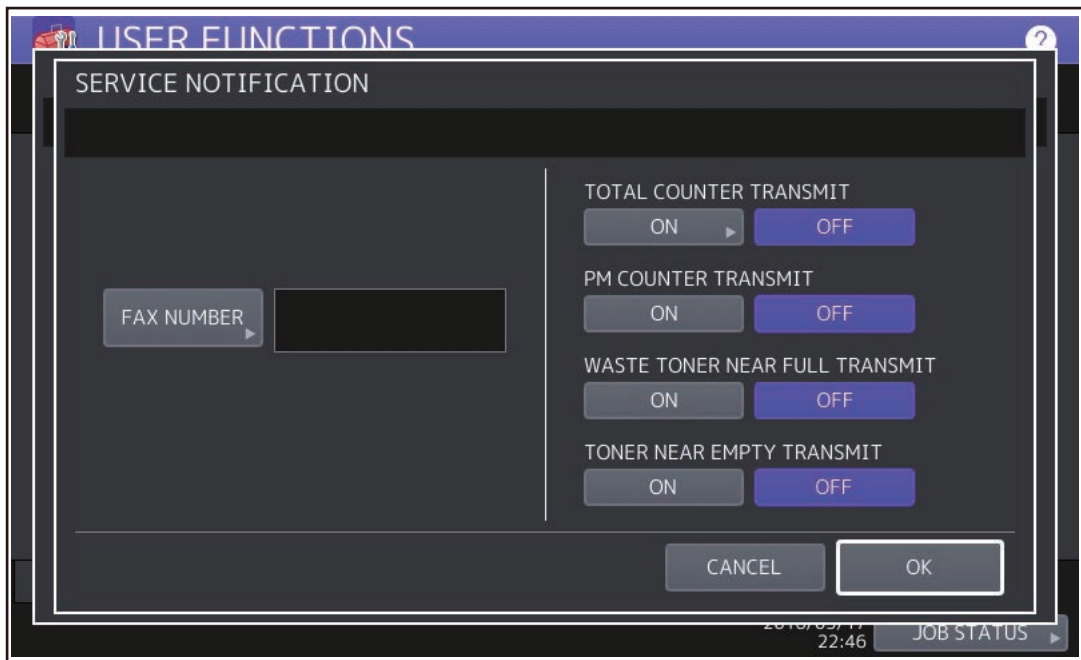 USER FUNCTIONS
?
SERVICE NOTIFICATION
FAX NUMBER
TOTAL COUNTER TRANSMIT
ON OFF
PM COUNTER TRANSMIT
ON OFF
WASTE TONER NEAR FULL TRANSMIT
ON OFF
TONER NEAR EMPTY TRANSMIT
ON OFF
CANCEL OK
22:46 JOB STATUS